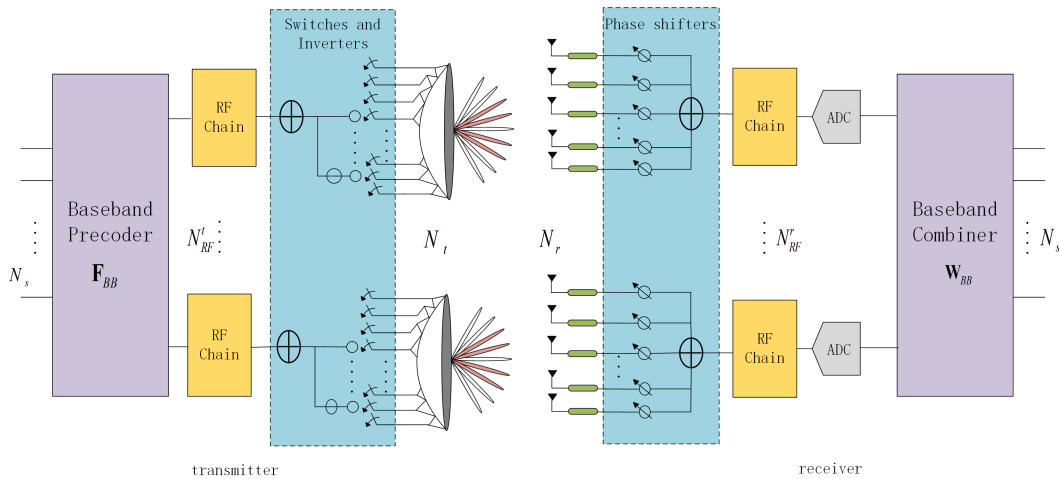 Switches and
Inverters
Phase shifters
RF
Chain
RF
Chain
ADC
Baseband
Precoder
F_BB
N_s
N^t_RF
N_t
N_r
N^r_RF
Baseband
Combiner
W_BB
N_s
RF
Chain
RF
Chain
ADC
transmitter
receiver